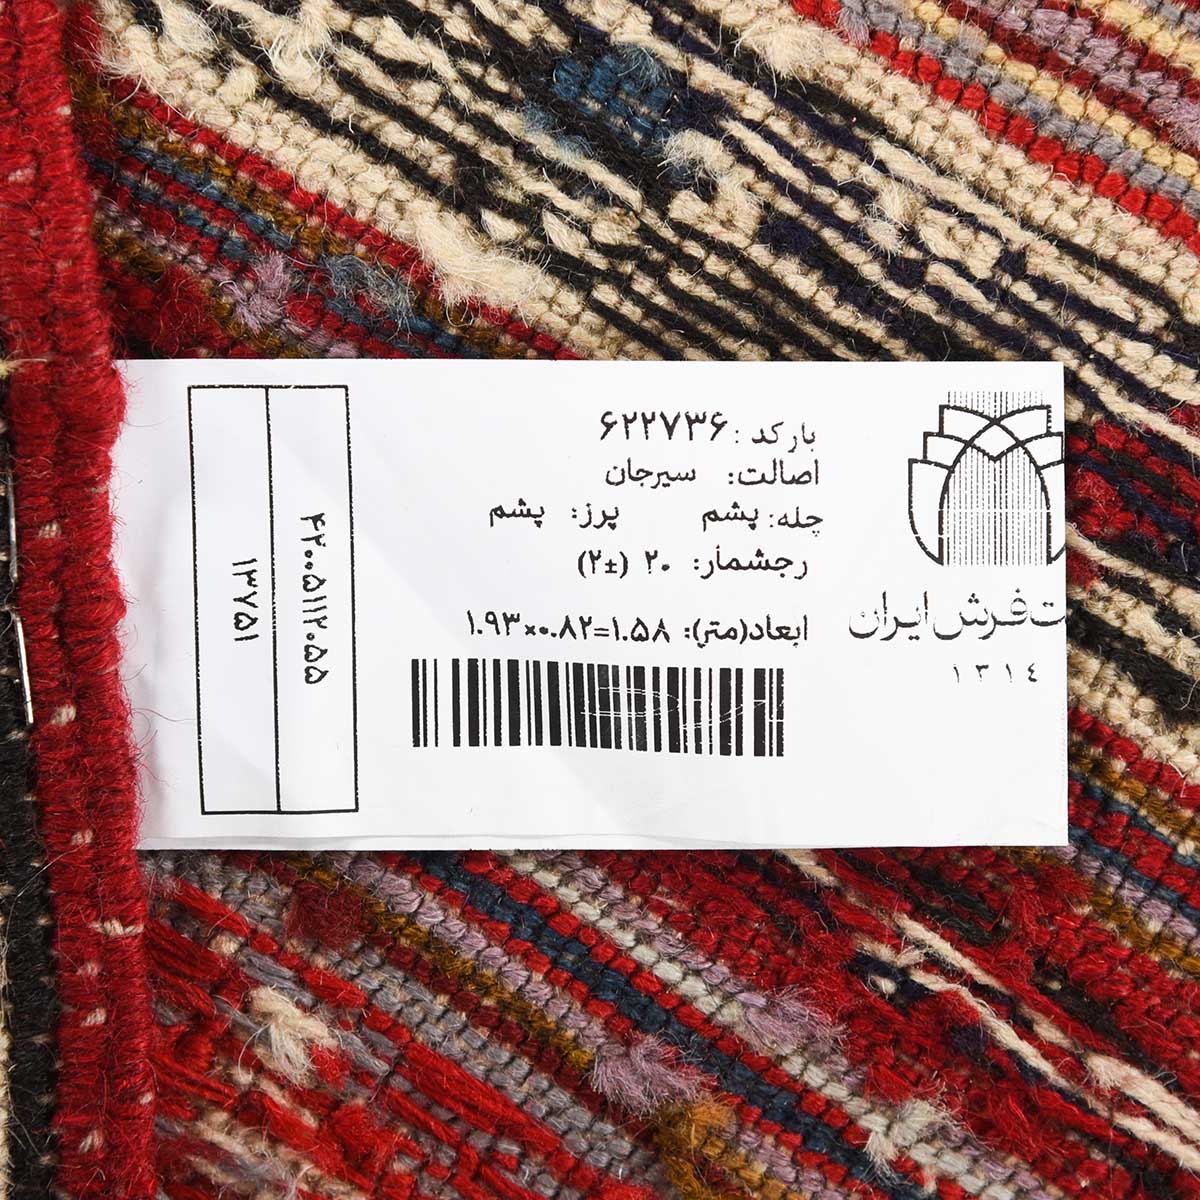 بارکد: ۶۲۲۷۳۶
اصالت: سیرجان
چله: پشم پرز: پشم
رجشمار: ۲۰ (±۲)
ابعاد(متر): ۱.۹۳×۰.۸۲=۱.۵۸
فرش ایران
۱۳۱۴
۴۲۰۰۵۱۱۲۰۵۵
۱۳۷۵۱